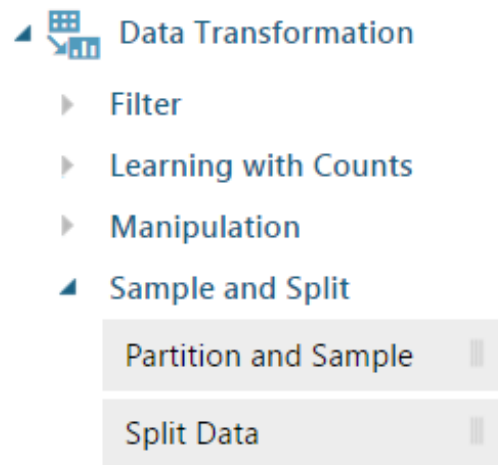 Data Transformation
Filter
Learning with Counts
Manipulation
Sample and Split
Partition and Sample
Split Data